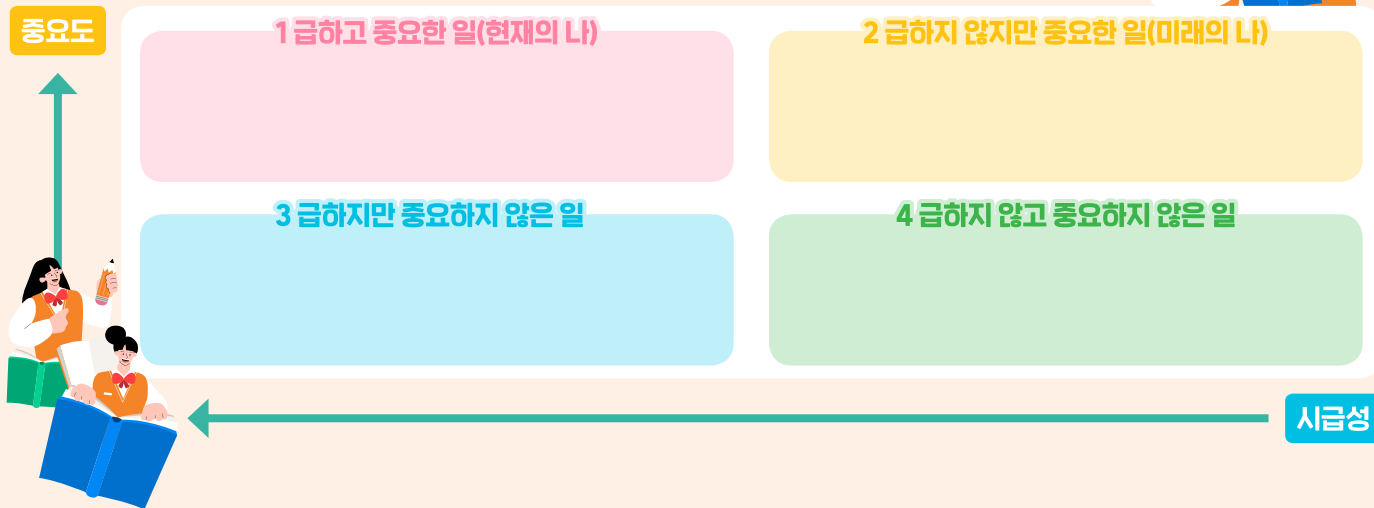 중요도
1 급하고 중요한 일(현재의 나)
2 급하지 않지만 중요한 일(미래의 나)
3 급하지만 중요하지 않은 일
4 급하지 않고 중요하지 않은 일
시급성